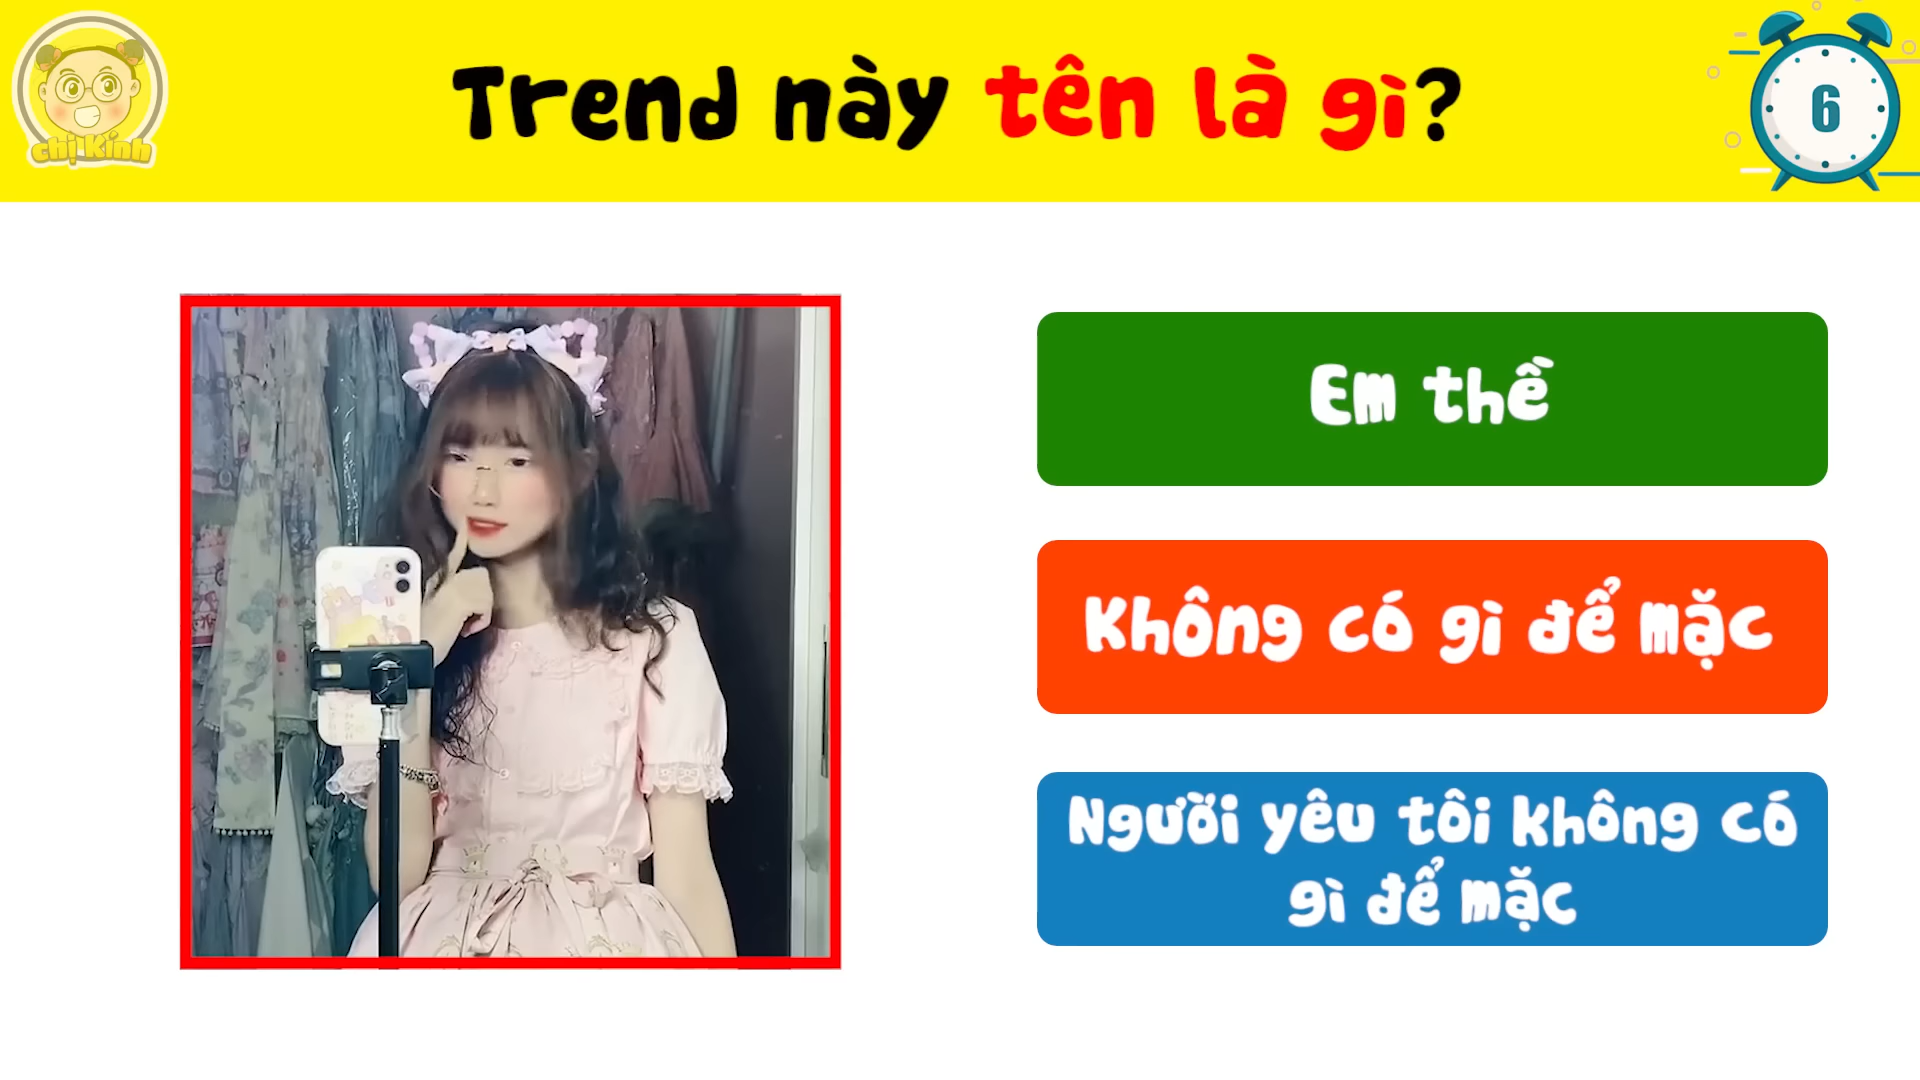 chị Kính
Trend này tên là gì?
6
Em thề
Không có gì để mặc
Người yêu tôi không có
gì để mặc